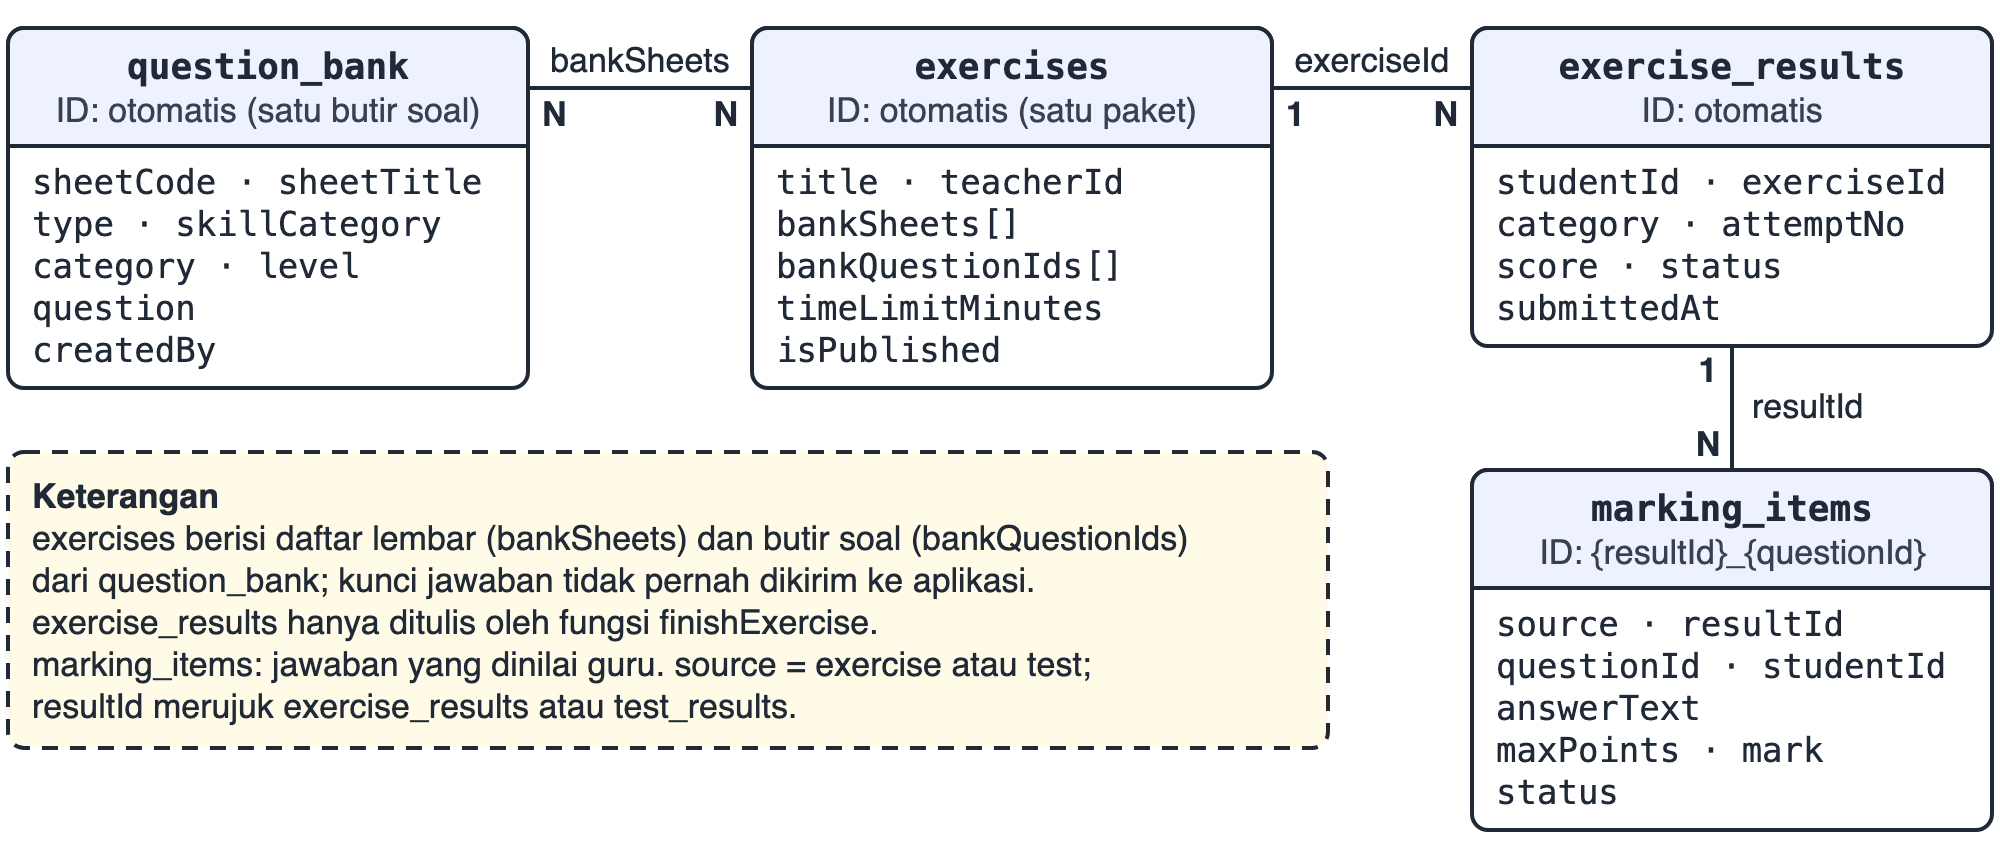 question_bank
ID: otomatis (satu butir soal)
sheetCode · sheetTitle
type · skillCategory
category · level
question
createdBy
bankSheets
N
N
exercises
ID: otomatis (satu paket)
title · teacherId
bankSheets[]
bankQuestionIds[]
timeLimitMinutes
isPublished
exerciseId
1
N
exercise_results
ID: otomatis
studentId · exerciseId
category · attemptNo
score · status
submittedAt
1
resultId
N
marking_items
ID: {resultId}_{questionId}
source · resultId
questionId · studentId
answerText
maxPoints · mark
status
Keterangan
exercises berisi daftar lembar (bankSheets) dan butir soal (bankQuestionIds)
dari question_bank; kunci jawaban tidak pernah dikirim ke aplikasi.
exercise_results hanya ditulis oleh fungsi finishExercise.
marking_items: jawaban yang dinilai guru. source = exercise atau test;
resultId merujuk exercise_results atau test_results.